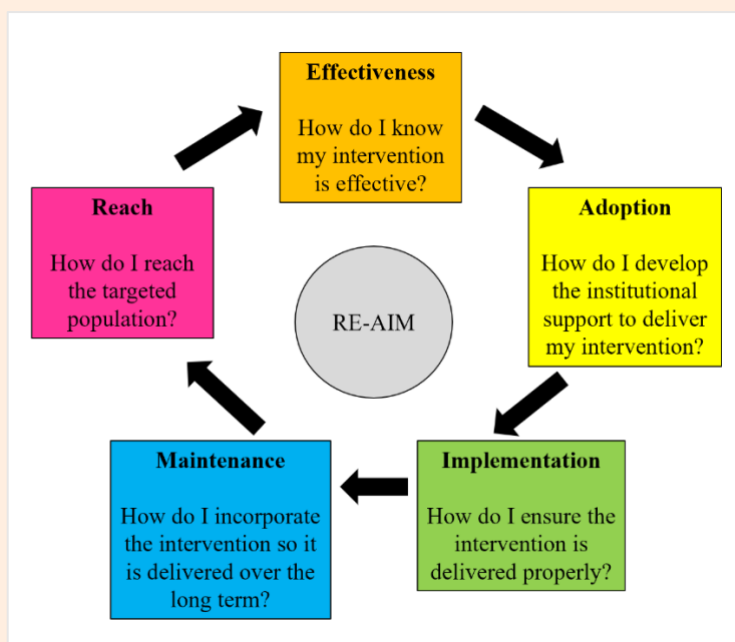 Effectiveness
How do I know
my intervention
is effective?
Reach
How do I reach
the targeted
population?
Adoption
How do I develop
the institutional
support to deliver
my intervention?
RE-AIM
Maintenance
How do I incorporate
the intervention so it
is delivered over the
long term?
Implementation
How do I ensure the
intervention is
delivered properly?